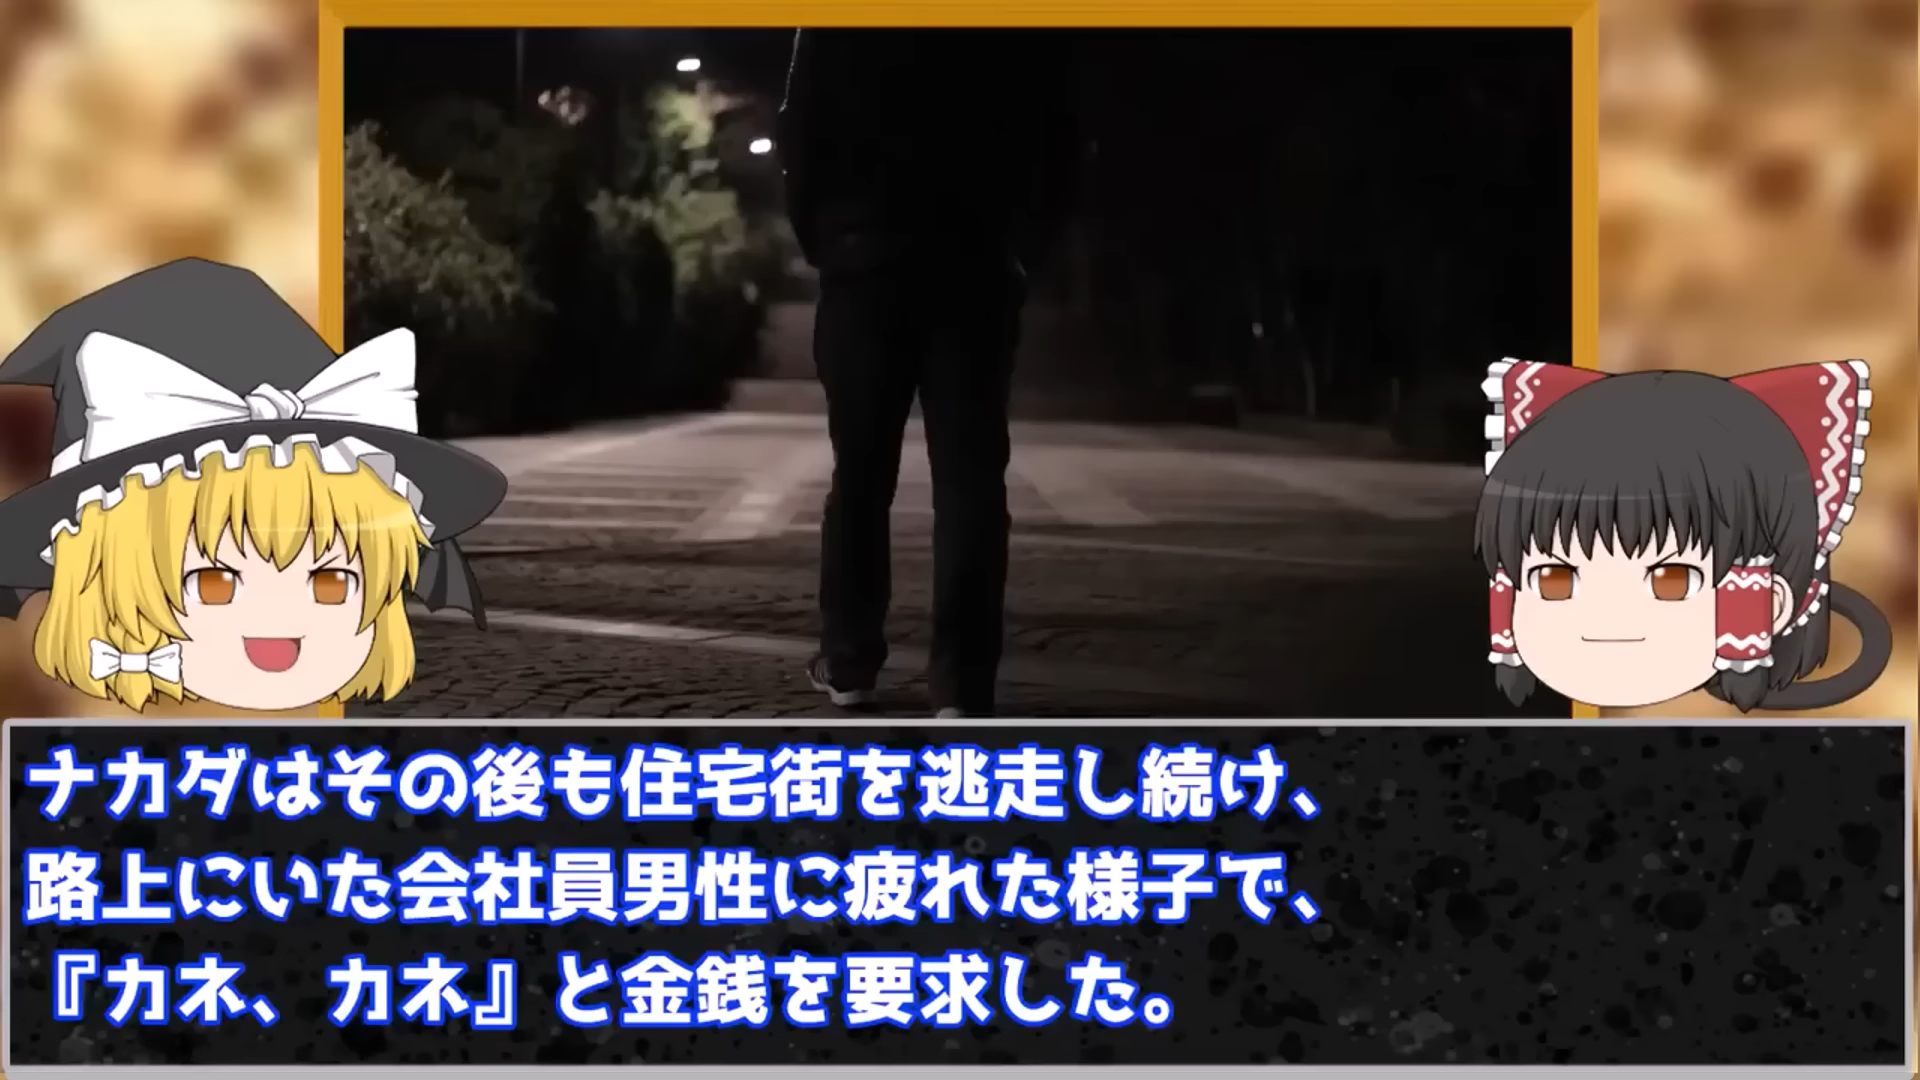 ナカダはその後も住宅街を逃走し続け、
路上にいた会社員男性に疲れた様子で、
『カネ、カネ』と金銭を要求した。